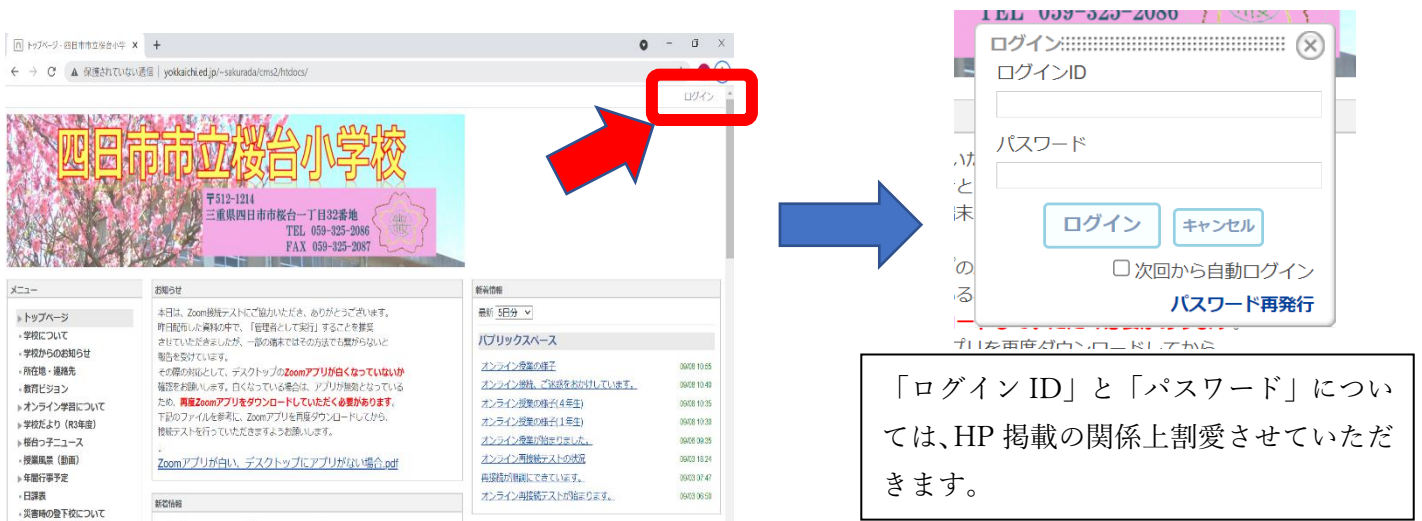 トップページ - 四日市市立桜台小学
保護されていない通信 | yokkaichi.ed.jp/~sakurada/cms2/htdocs/
ログイン
四日市市立桜台小学校
〒512-1214
三重県四日市市桜台一丁目32番地
TEL 059-325-2086
FAX 059-325-2087
メニュー
トップページ
学校について
学校からのお知らせ
所在地・連絡先
教育ビジョン
オンライン学習について
学校だより（R3年度）
桜台っ子ニュース
授業風景（動画）
年間行事予定
日課表
災害時の登下校について
お知らせ
本日は、Zoom接続テストにご協力いただき、ありがとうございます。
昨日配布した資料の中で、「管理者として実行」することを推奨
させていただきましたが、一部の端末ではその方法でも繋がらないと
報告を受けています。
その際の対応として、デスクトップのZoomアプリが白くなっていないか
確認をお願いします。白くなっている場合は、アプリが無効となっている
ため、再度Zoomアプリをダウンロードしていただく必要があります。
下記のファイルを参考に、Zoomアプリを再度ダウンロードしてから、
接続テストを行っていただきますようお願いします。
.
Zoomアプリが白い、デスクトップにアプリがない場合.pdf
新着情報
新着情報
最新 5日分
パブリックスペース
オンライン授業の様子 09/08 10:55
オンライン接続、ご迷惑をおかけしています。 09/08 10:40
オンライン授業の様子(4年生) 09/08 10:35
オンライン授業の様子(1年生) 09/08 10:33
オンライン授業が始まりました。 09/08 09:35
オンライン再接続テストの状況 09/03 18:24
再接続が順調にできています。 09/03 07:47
オンライン再接続テストが始まります。 09/03 06:50
TEL 059-325-2086
ログイン
ログインID
パスワード
ログイン キャンセル
次回から自動ログイン
パスワード再発行
プリを再度ダウンロードしてから
「ログイン ID」と「パスワード」につい
ては、HP 掲載の関係上割愛させていただ
きます。